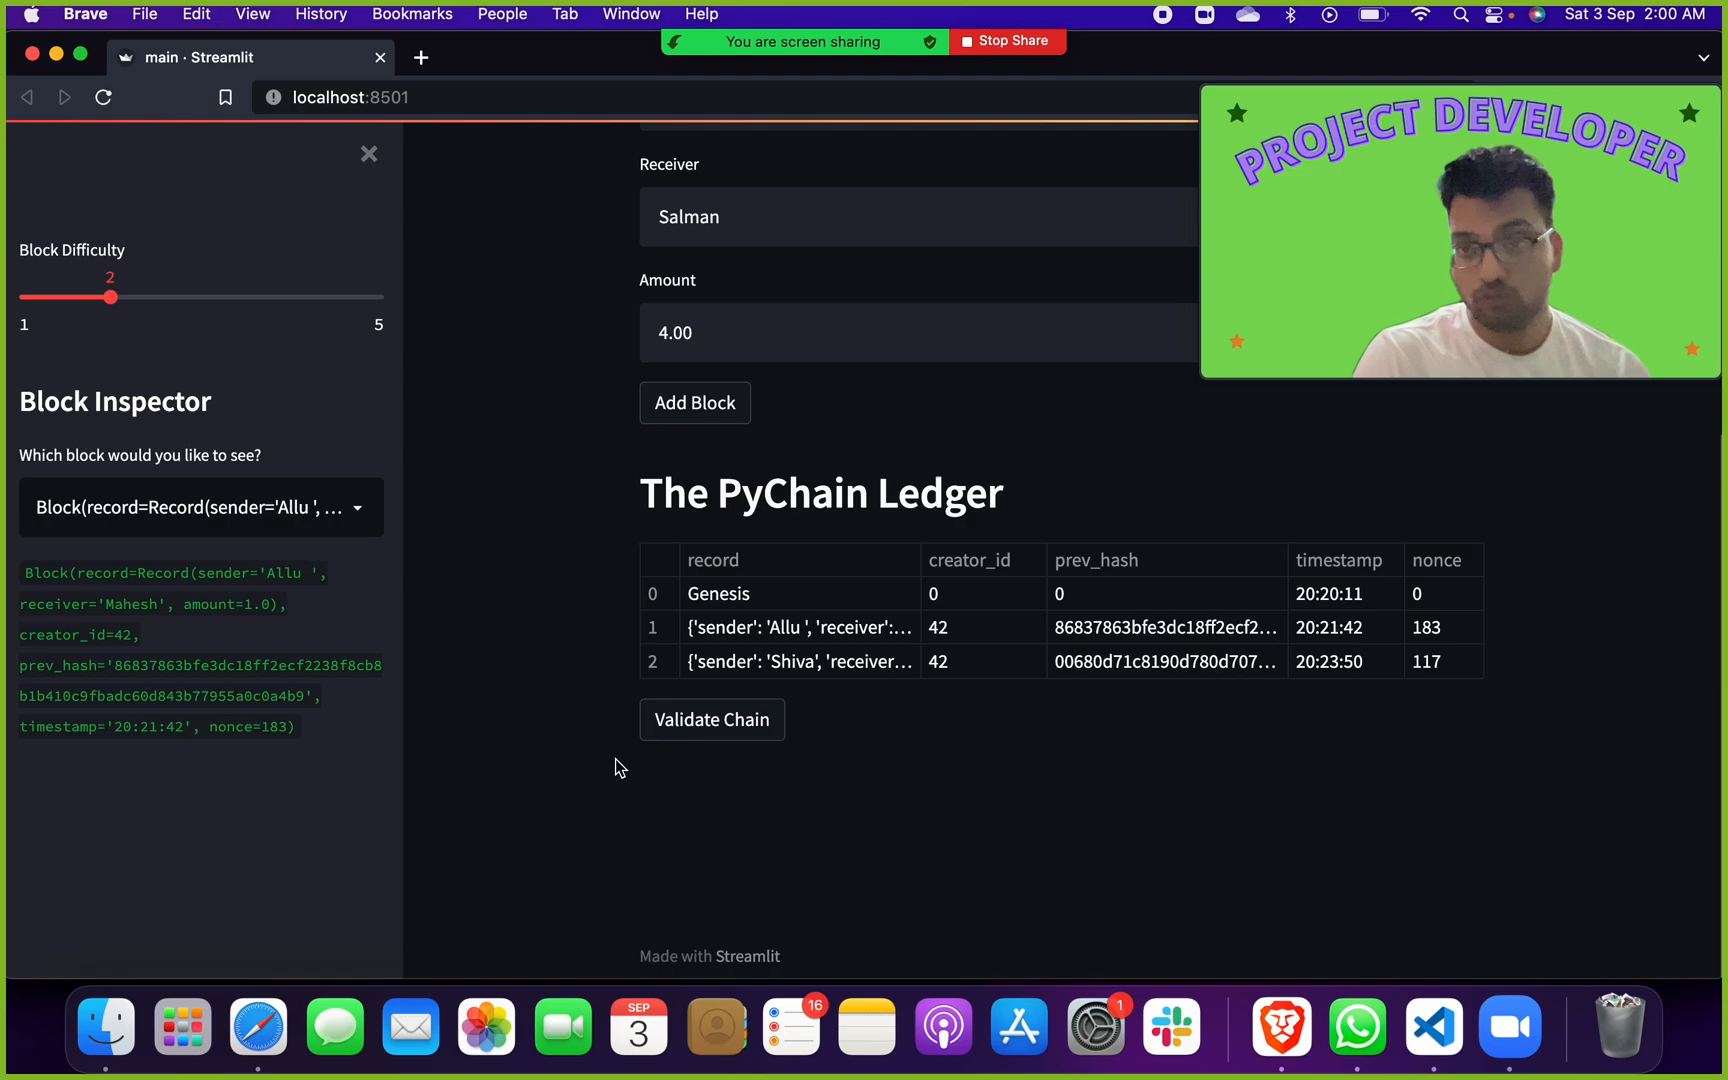 Brave File Edit View History Bookmarks People Tab Window Help
Sat 3 Sep 2:00 AM
You are screen sharing
Stop Share
main · Streamlit
localhost:8501
PROJECT DEVELOPER
Block Difficulty
2
1 5
Block Inspector
Which block would you like to see?
Block(record=Record(sender='Allu ', ...
Block(record=Record(sender='Allu ',
receiver='Mahesh', amount=1.0),
creator_id=42,
prev_hash='86837863bfe3dc18ff2ecf2238f8cb8
b1b410c9fbadc60d843b77955a0c0a4b9',
timestamp='20:21:42', nonce=183)
Receiver
Salman
Amount
4.00
Add Block
The PyChain Ledger
record creator_id prev_hash timestamp nonce
0 Genesis 0 0 20:20:11 0
1 {'sender': 'Allu ', 'receiver':... 42 86837863bfe3dc18ff2ecf2... 20:21:42 183
2 {'sender': 'Shiva', 'receiver... 42 00680d71c8190d780d707... 20:23:50 117
Validate Chain
Made with Streamlit
SEP
3
16
1